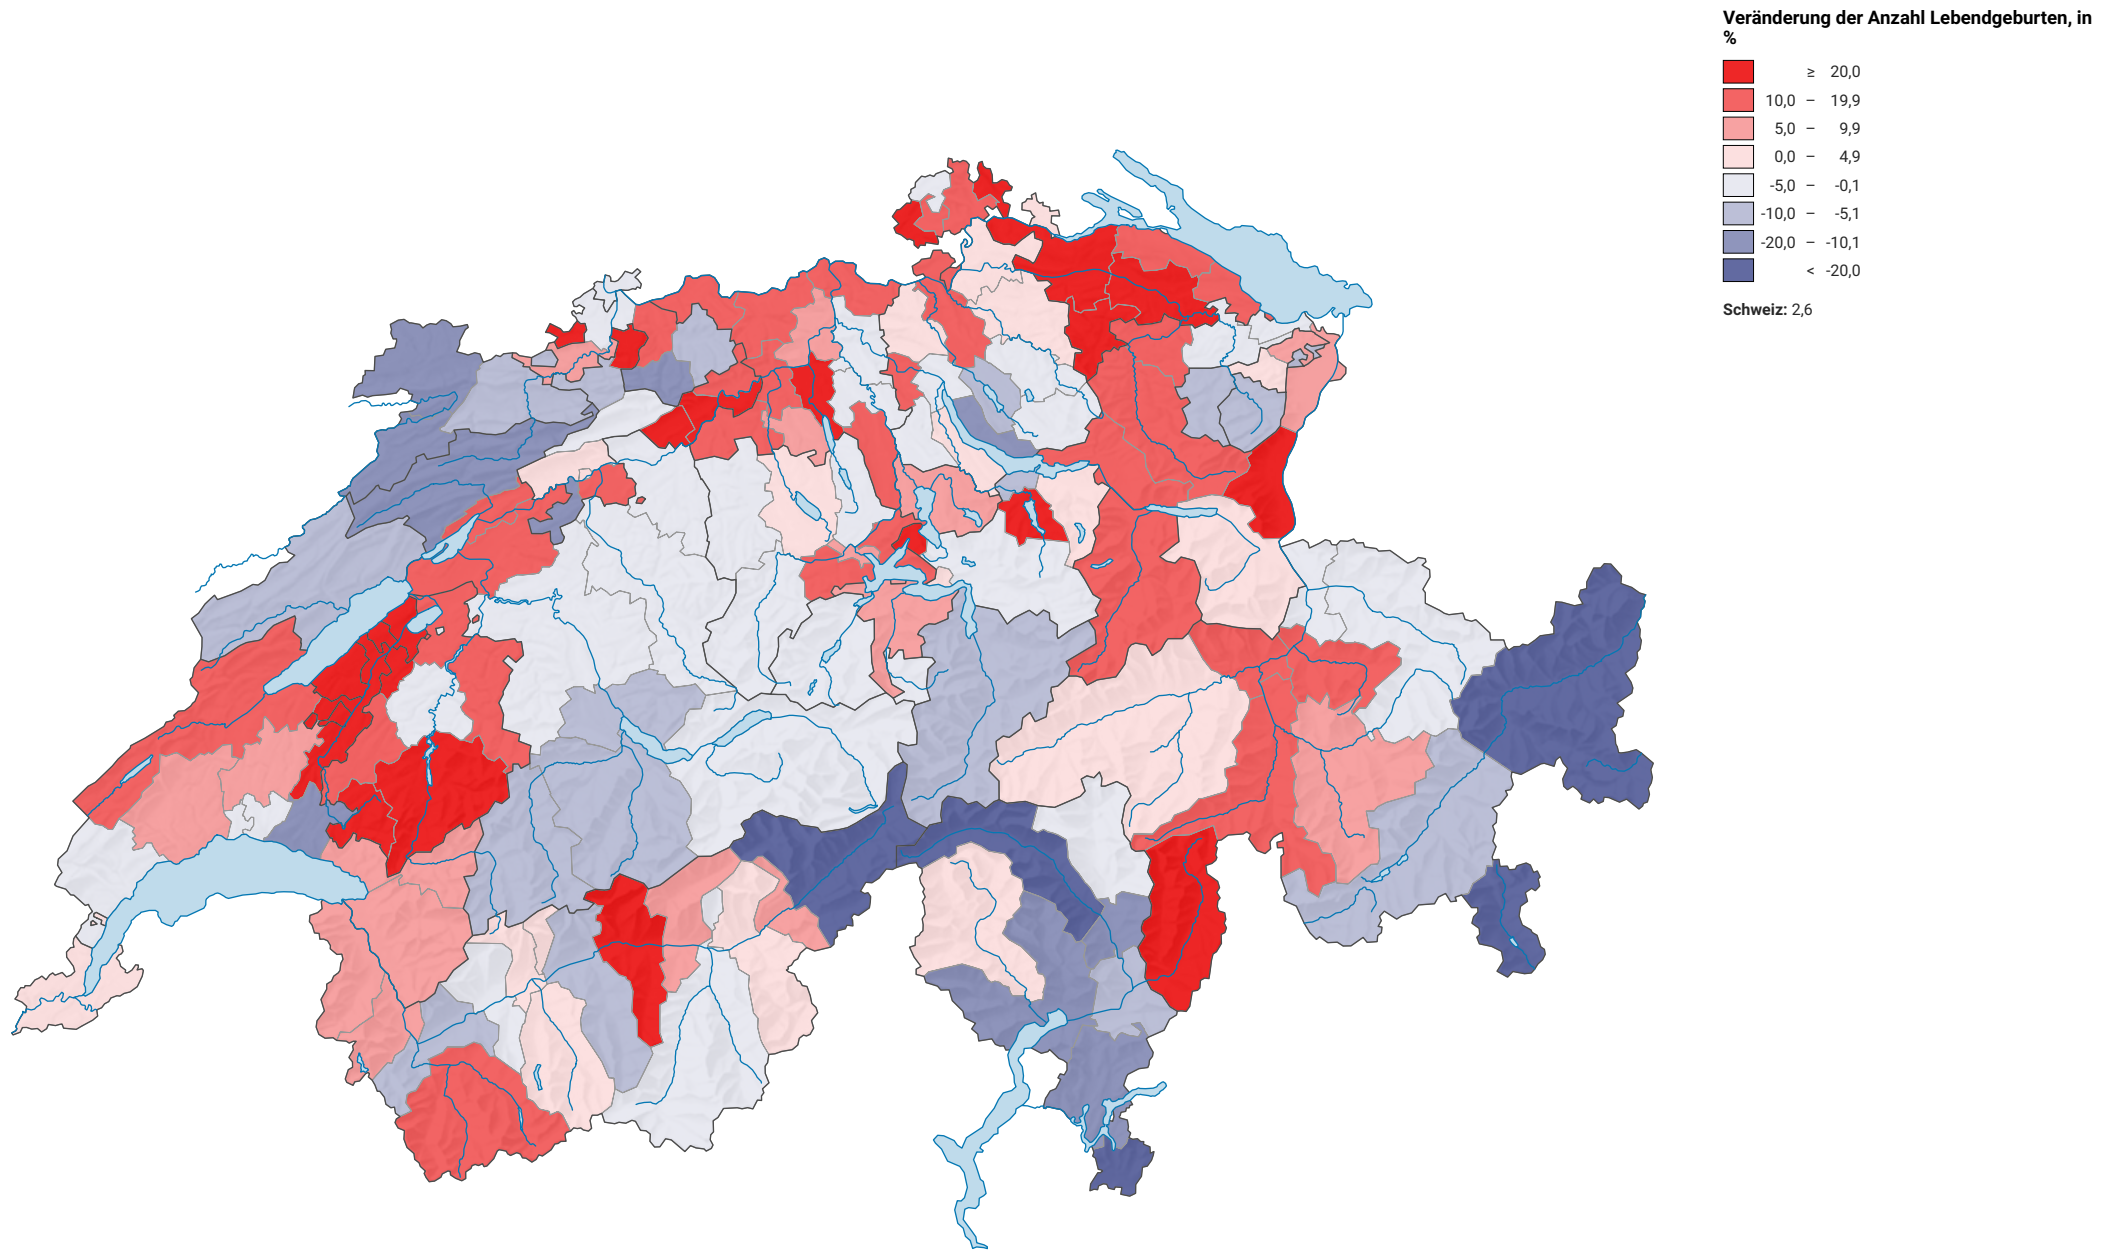 Veränderung der Anzahl Lebendgeburten, in
%
≥ 20,0
10,0 – 19,9
5,0 – 9,9
0,0 – 4,9
-5,0 – -0,1
-10,0 – -5,1
-20,0 – -10,1
< -20,0
Schweiz: 2,6